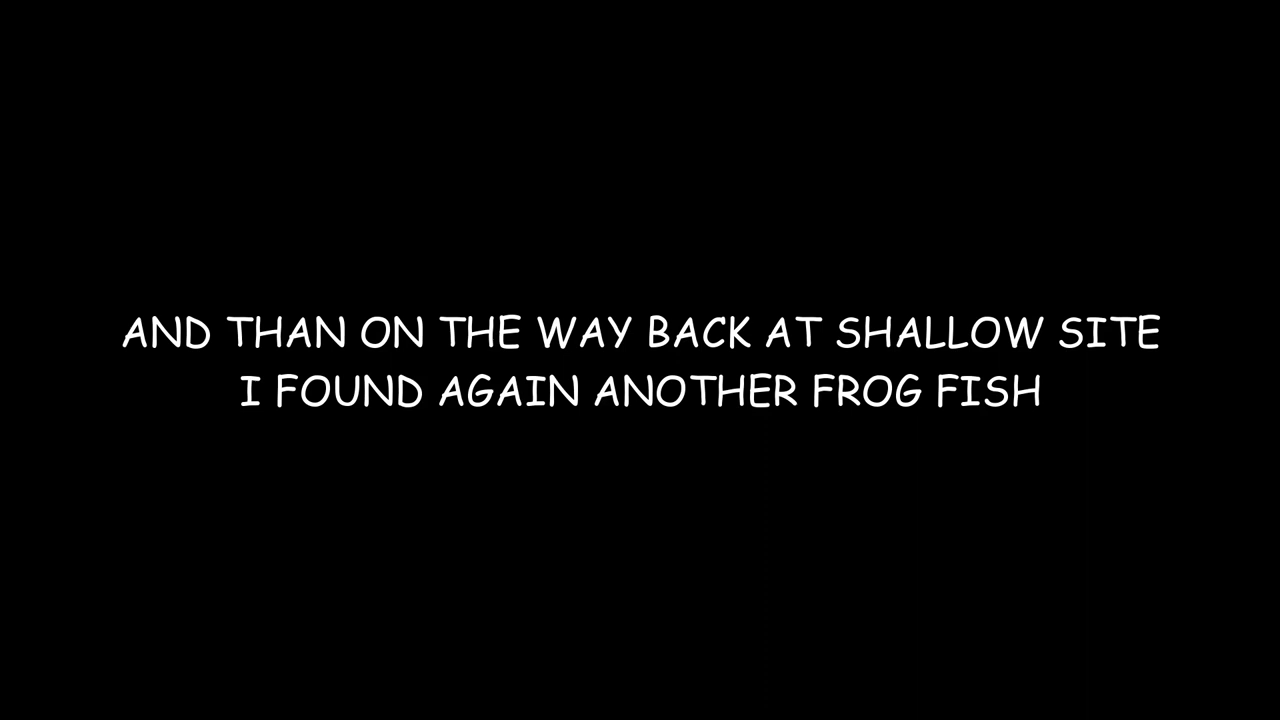 AND THAN ON THE WAY BACK AT SHALLOW SITE
I FOUND AGAIN ANOTHER FROG FISH